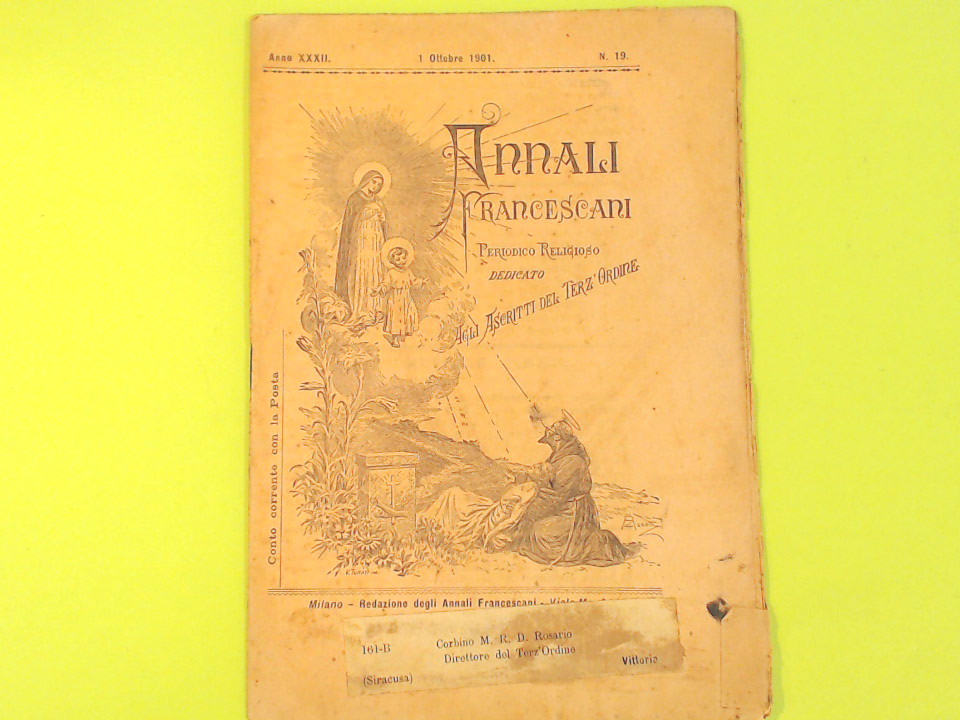 Anno XXXII. 1 Ottobre 1901. N. 19.
ANNALI
FRANCESCANI
PERIODICO RELIGIOSO
DEDICATO
AGLI ASCRITTI DEL TERZ'ORDINE
Conto corrente con la Posta
Milano - Redazione degli Annali Francescani - Viale
161-B Corbino M. R. D. Rosario
Direttore del Terz'Ordine
Vittoria
(Siracusa)